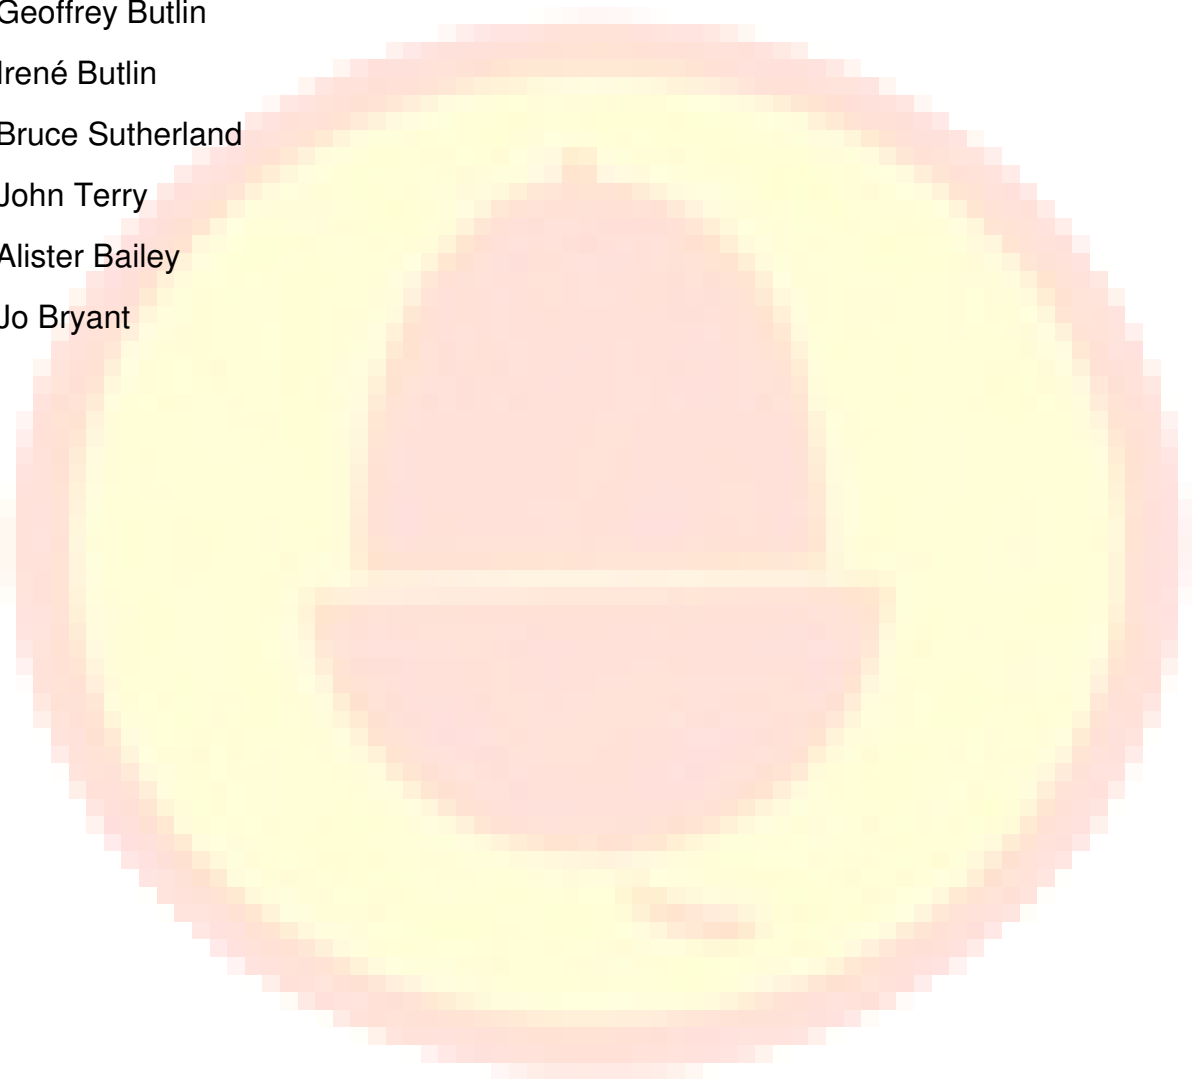 Geoffrey Butlin
Irené Butlin
Bruce Sutherland
John Terry
Alister Bailey
Jo Bryant